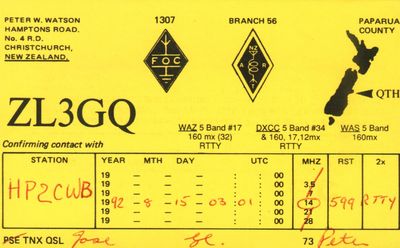 PETER W. WATSON
HAMPTONS ROAD.
No. 4 R.D.
CHRISTCHURCH,
NEW ZEALAND,
1307
FOC
BRANCH 56
NZ
A R
T
PAPARUA
COUNTY
QTH
ZL3GQ
Confirming contact with
WAZ 5 Band #17
160 mx (32)
RTTY
DXCC 5 Band #34
& 160, 17,12mx
RTTY
WAS 5 Band
160mx
STATION YEAR - MTH - DAY UTC MHZ RST 2x
HP2CWB
19 - - - : 00
19 - - - : 00 3.5
19 - - - : 00 7
1992 - 8 - 15 - 03 : 01 : 00 14 599 RTTY
19 - - - : 00 21
19 - - - : 00 28
PSE TNX QSL Jose 73 Peter